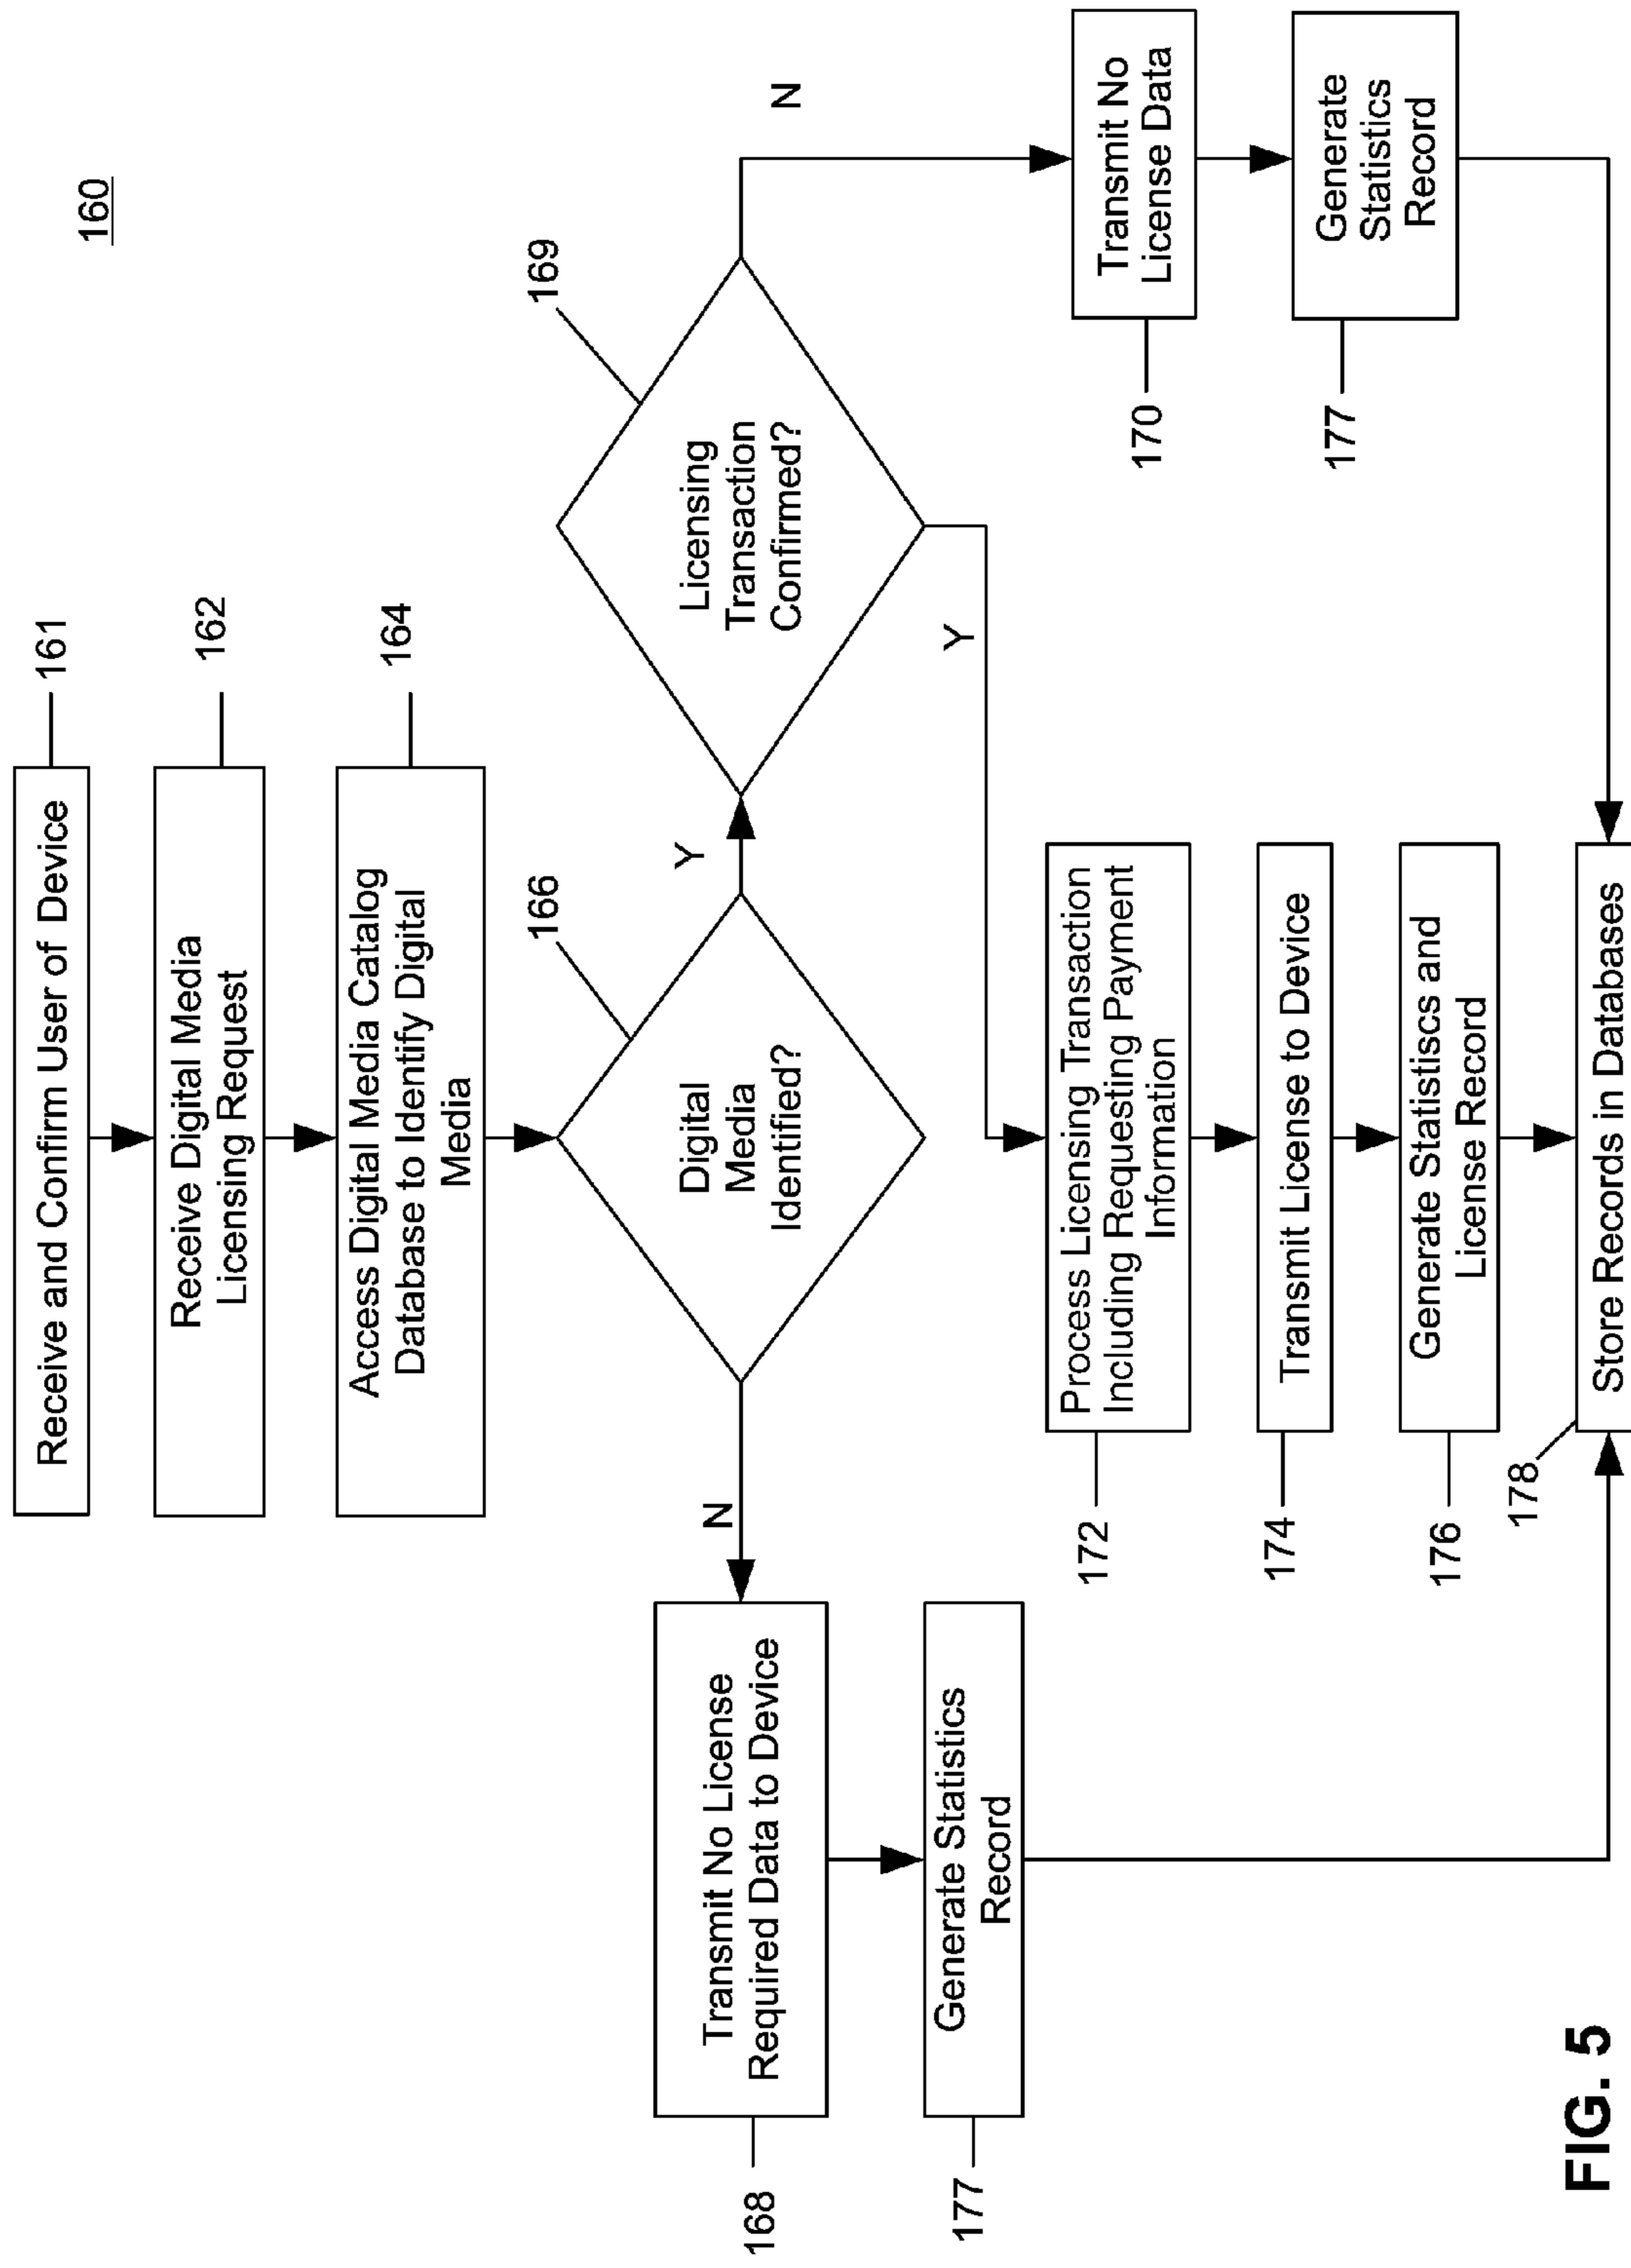 160
Receive and Confirm User of Device
161
Receive Digital Media
Licensing Request
162
Access Digital Media Catalog
Database to Identify Digital
Media
164
Digital
Media
Identified?
166
Y
N
Licensing
Transaction
Confirmed?
169
Y
N
Transmit No License
Required Data to Device
168
Generate Statistics
Record
177
Process Licensing Transaction
Including Requesting Payment
Information
172
Transmit License to Device
174
Generate Statistiscs and
License Record
176
Transmit No
License Data
170
Generate
Statistics
Record
177
Store Records in Databases
178
FIG. 5